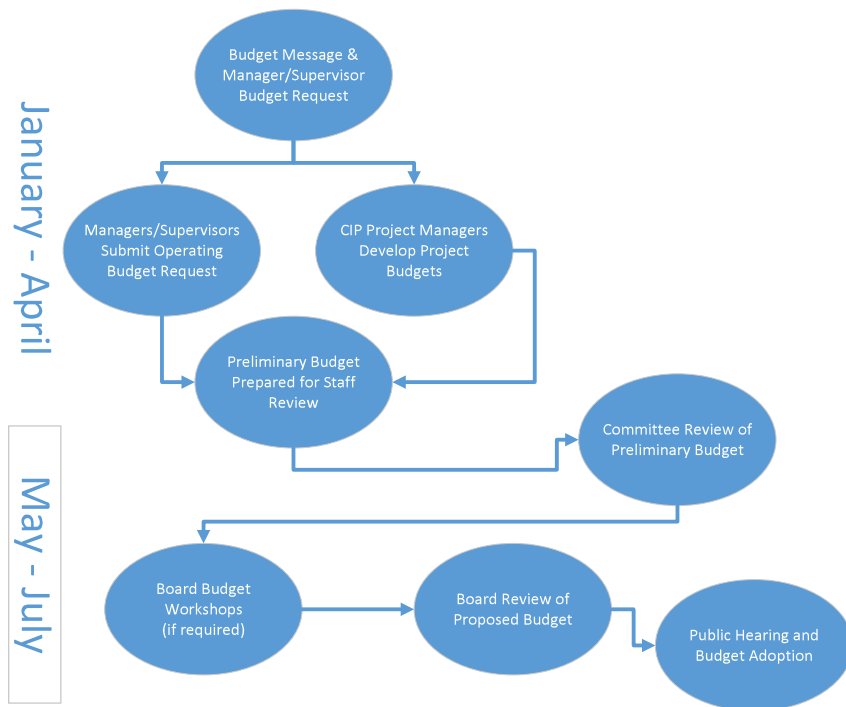 January - April
Budget Message &
Manager/Supervisor
Budget Request
Managers/Supervisors
Submit Operating
Budget Request
CIP Project Managers
Develop Project
Budgets
Preliminary Budget
Prepared for Staff
Review
May - July
Committee Review of
Preliminary Budget
Board Budget
Workshops
(if required)
Board Review of
Proposed Budget
Public Hearing and
Budget Adoption